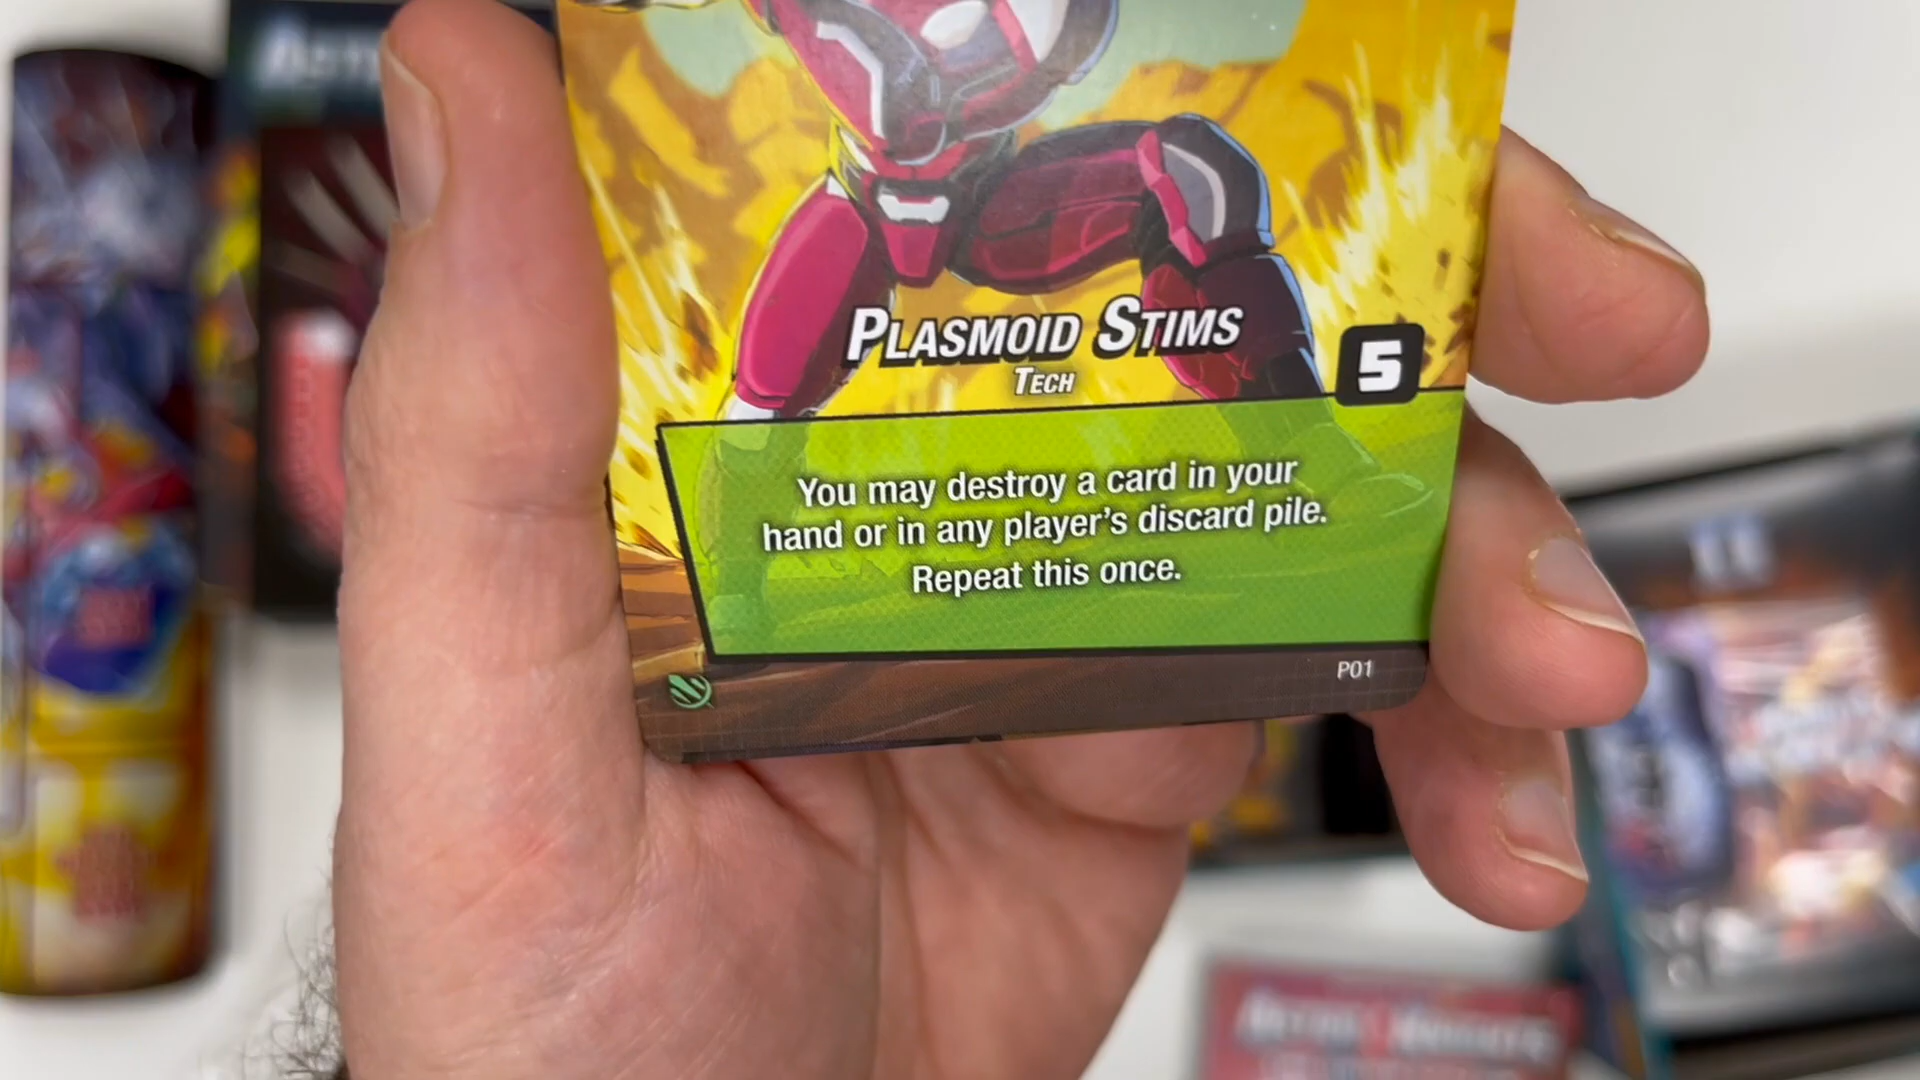 PLASMOID STIMS
TECH
5
You may destroy a card in your
hand or in any player's discard pile.
Repeat this once.
P01